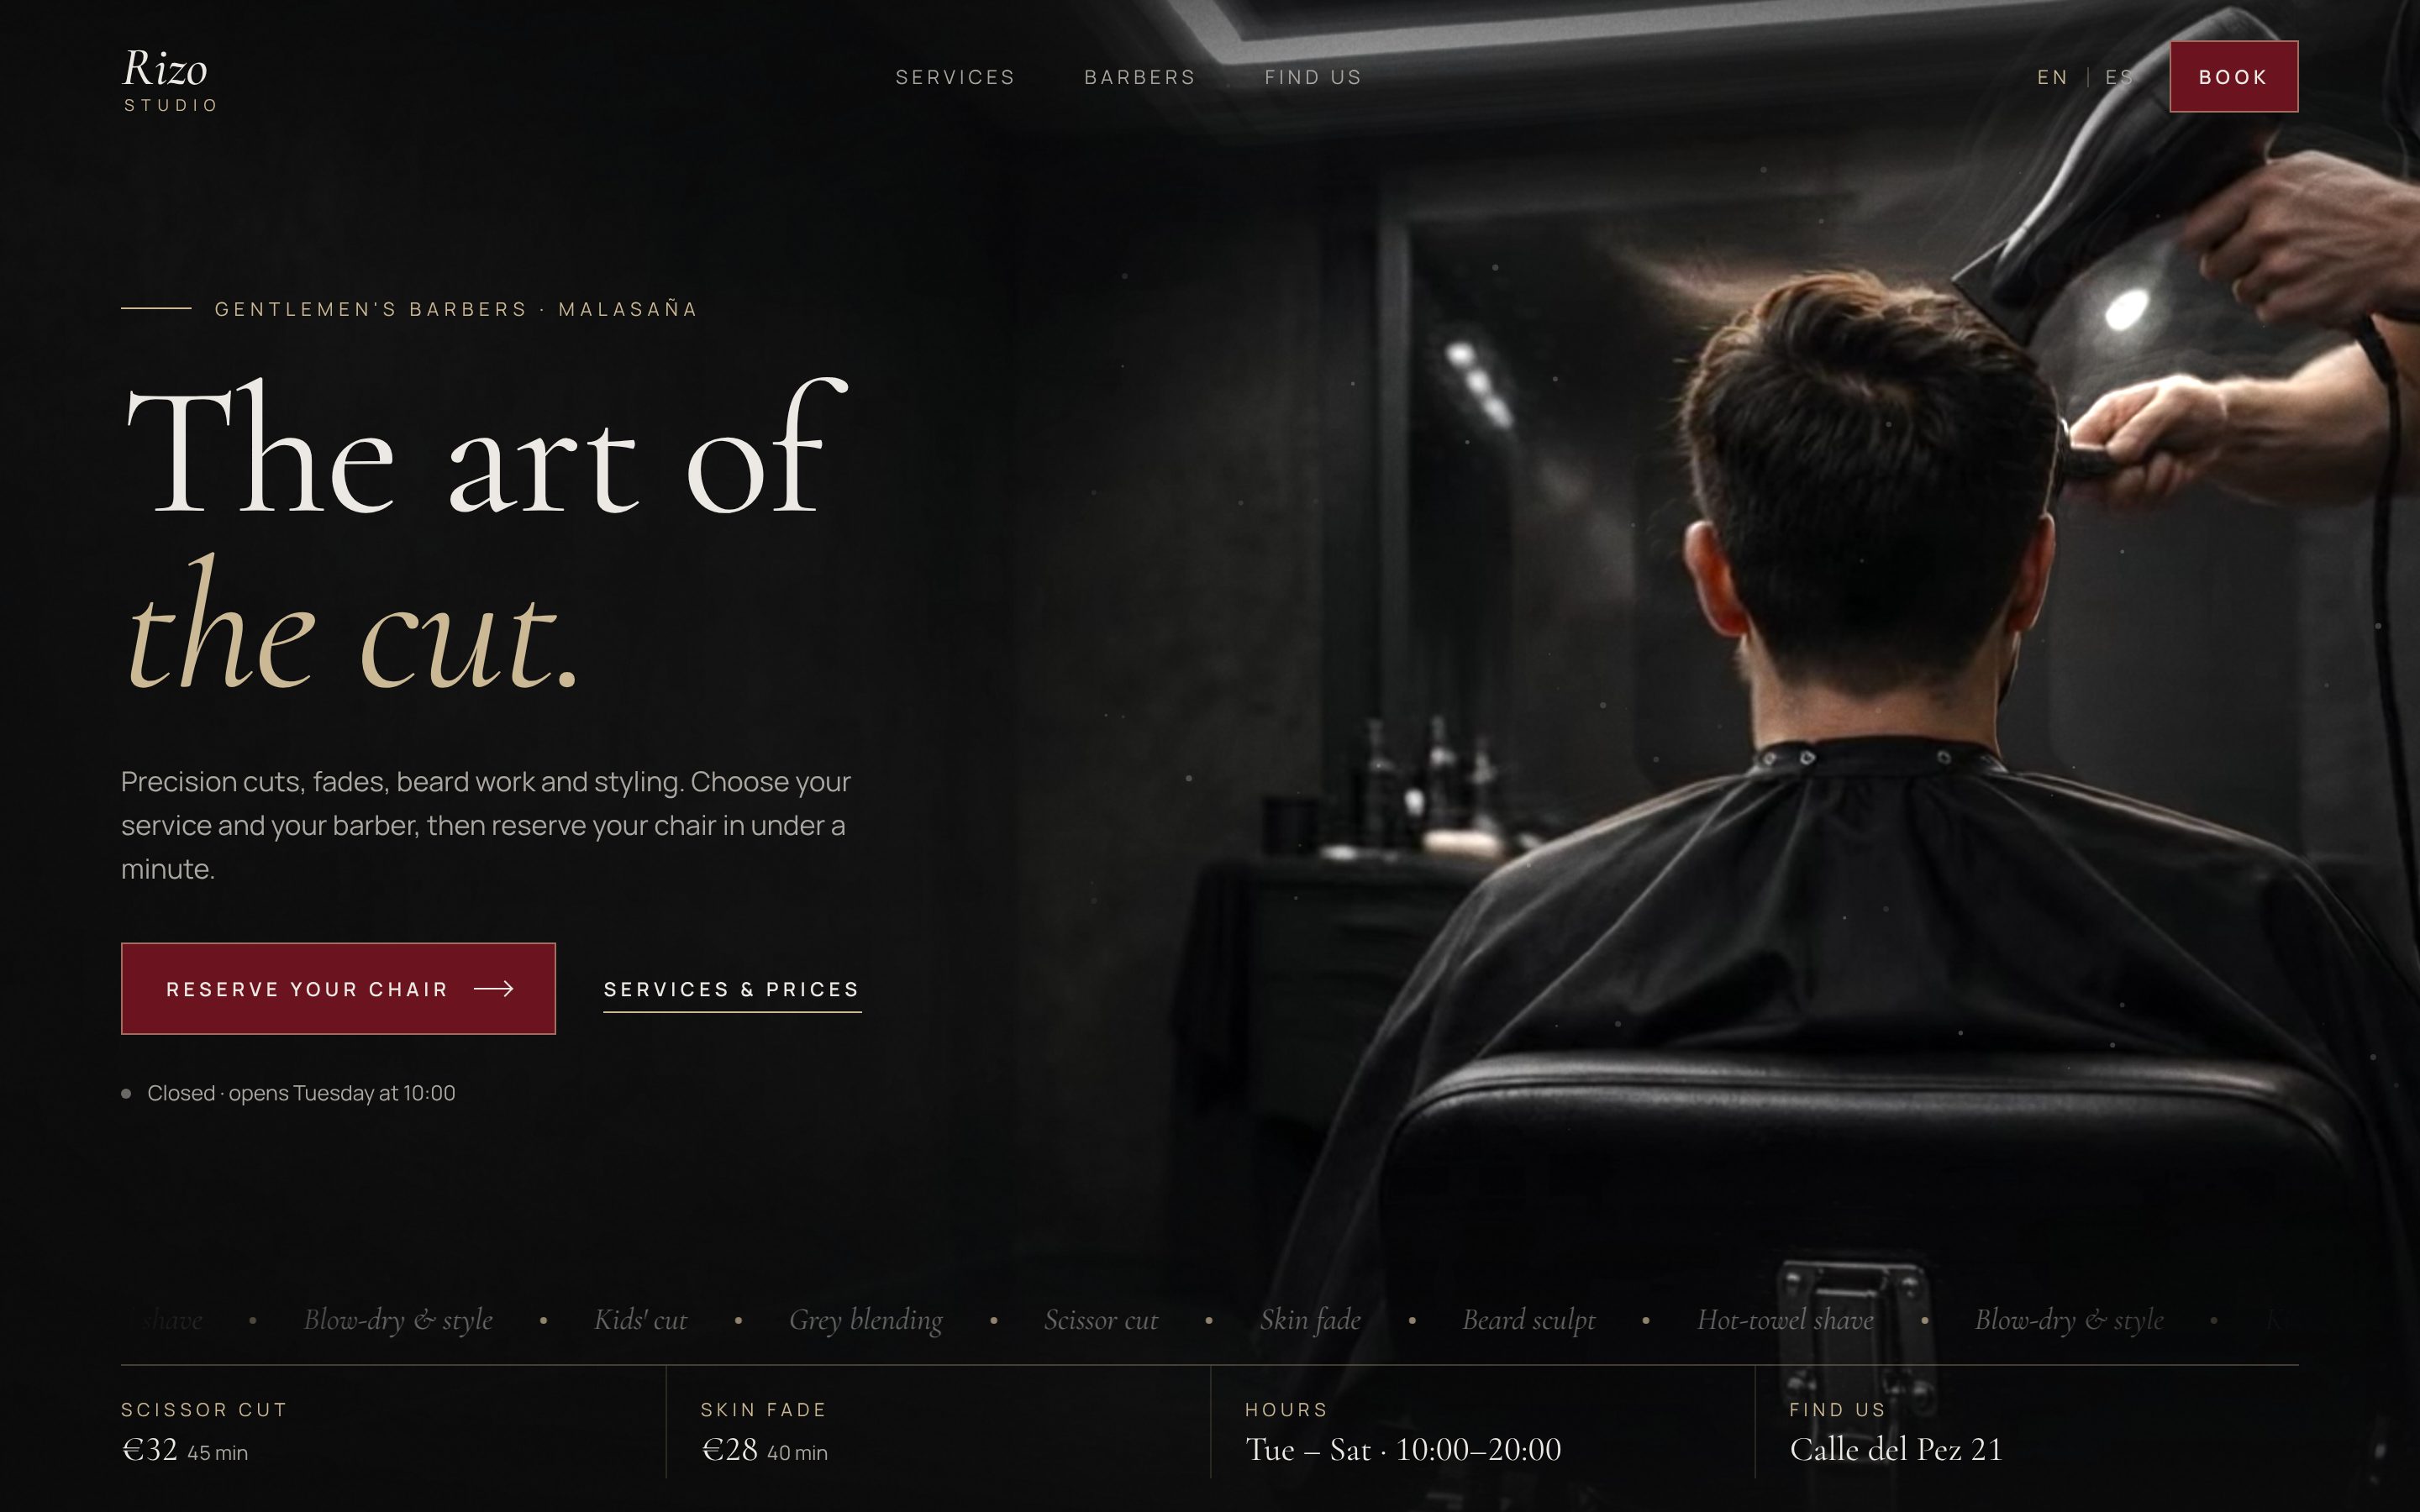 Rizo
STUDIO
SERVICES
BARBERS
FIND US
EN | ES
BOOK
GENTLEMEN'S BARBERS · MALASAÑA
The art of
the cut.
Precision cuts, fades, beard work and styling. Choose your
service and your barber, then reserve your chair in under a
minute.
RESERVE YOUR CHAIR →
SERVICES & PRICES
Closed · opens Tuesday at 10:00
shave • Blow-dry & style • Kids' cut • Grey blending • Scissor cut • Skin fade • Beard sculpt • Hot-towel shave • Blow-dry & style •
SCISSOR CUT
€32 45 min
SKIN FADE
€28 40 min
HOURS
Tue – Sat · 10:00–20:00
FIND US
Calle del Pez 21